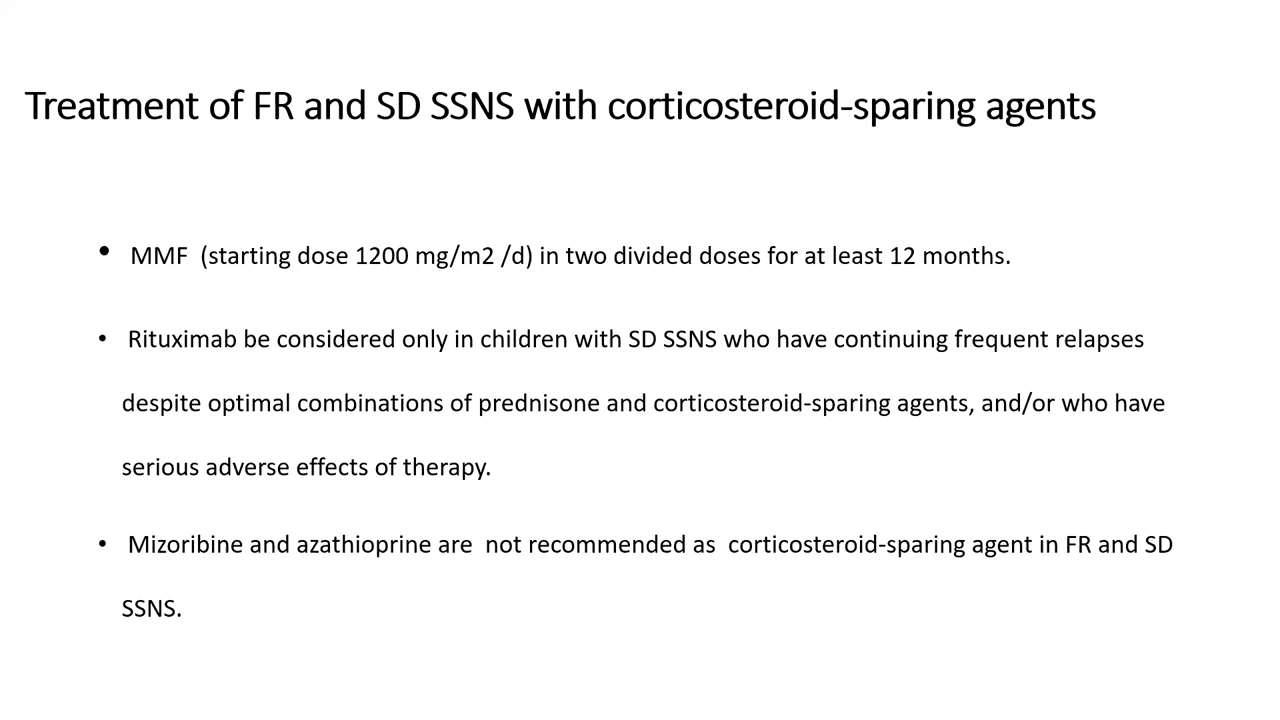 Treatment of FR and SD SSNS with corticosteroid-sparing agents
• MMF (starting dose 1200 mg/m2 /d) in two divided doses for at least 12 months.
• Rituximab be considered only in children with SD SSNS who have continuing frequent relapses
despite optimal combinations of prednisone and corticosteroid-sparing agents, and/or who have
serious adverse effects of therapy.
• Mizoribine and azathioprine are not recommended as corticosteroid-sparing agent in FR and SD
SSNS.